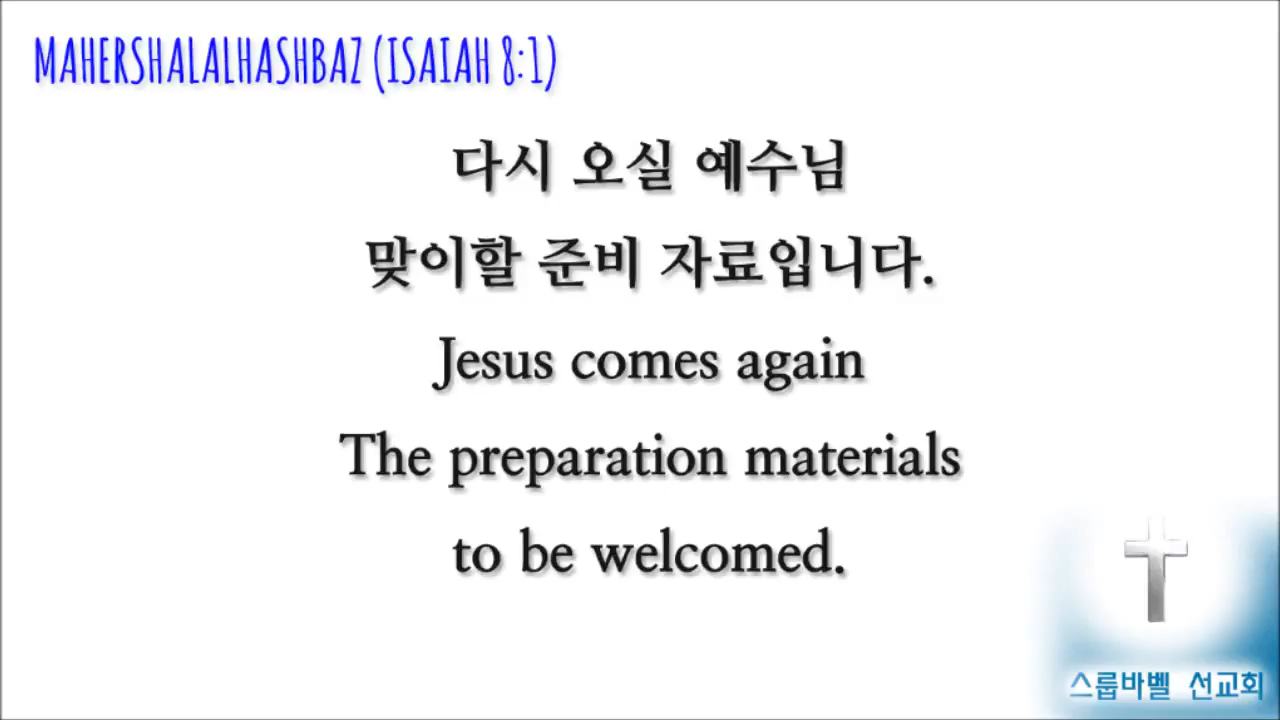 MAHERSHALALHASHBAZ (ISAIAH 8:1)
다시 오실 예수님
맞이할 준비 자료입니다.
Jesus comes again
The preparation materials
to be welcomed.
스룹바벨 선교회